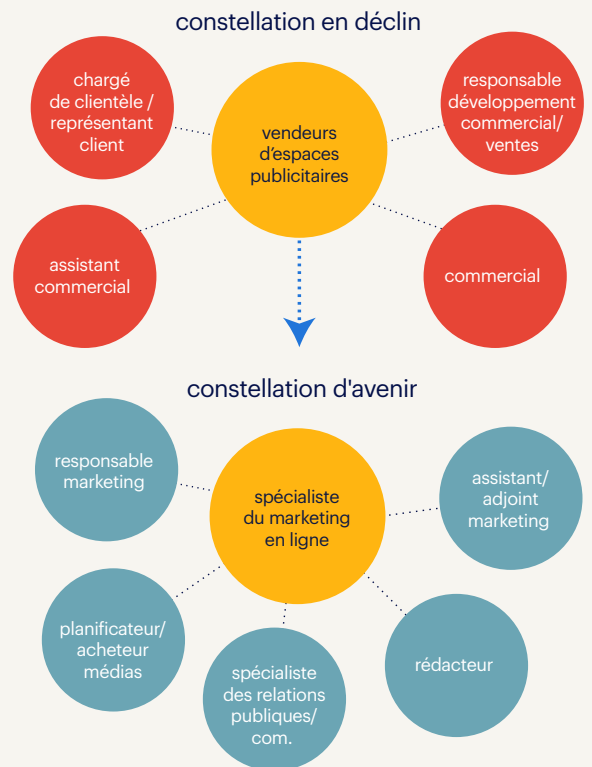 constellation en déclin
chargé
de clientèle /
représentant
client
vendeurs
d'espaces
publicitaires
responsable
développement
commercial/
ventes
assistant
commercial
commercial
constellation d'avenir
responsable
marketing
spécialiste
du marketing
en ligne
assistant/
adjoint
marketing
planificateur/
acheteur
médias
spécialiste
des relations
publiques/
com.
rédacteur